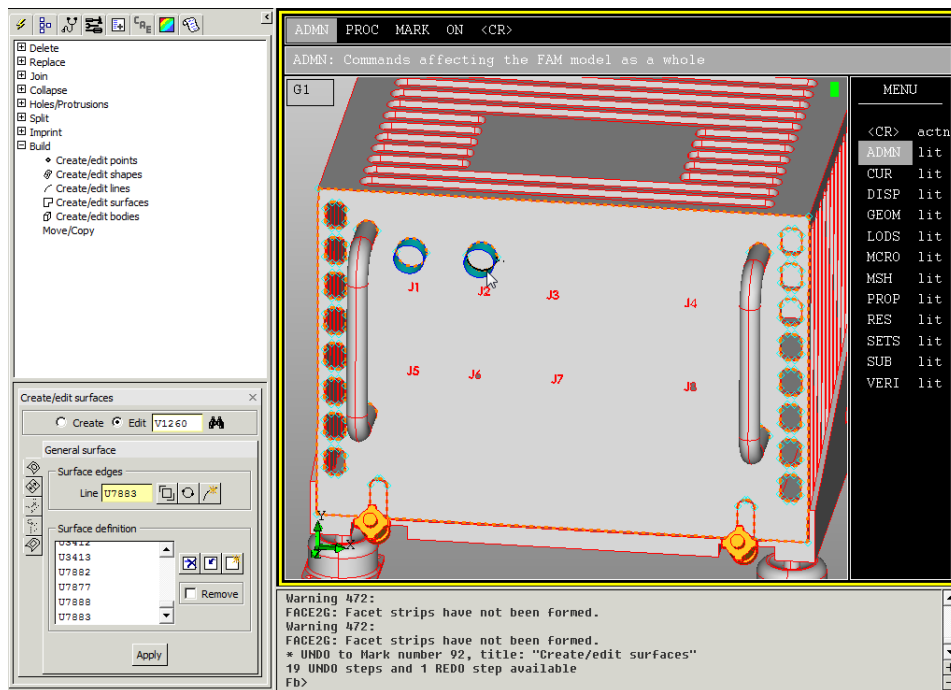 Delete
Replace
Join
Collapse
Holes/Protrusions
Split
Imprint
Build
Create/edit points
Create/edit shapes
Create/edit lines
Create/edit surfaces
Create/edit bodies
Move/Copy
Create/edit surfaces
Create Edit V1260
General surface
Surface edges
Line U7883
Surface definition
U3412
U3413
U7882
U7877
U7888
U7883
Remove
Apply
ADMN PROC MARK ON <CR>
ADMN: Commands affecting the FAM model as a whole
G1
J1 J2 J3 J4
J5 J6 J7 J8
Y
X
MENU
<CR> actn
ADMN lit
CUR lit
DISP lit
GEOM lit
LODS lit
MCRO lit
MSH lit
PROP lit
RES lit
SETS lit
SUB lit
VERI lit
Warning 472:
FACE2G: Facet strips have not been formed.
Warning 472:
FACE2G: Facet strips have not been formed.
* UNDO to Mark number 92, title: "Create/edit surfaces"
19 UNDO steps and 1 REDO step available
Fb>